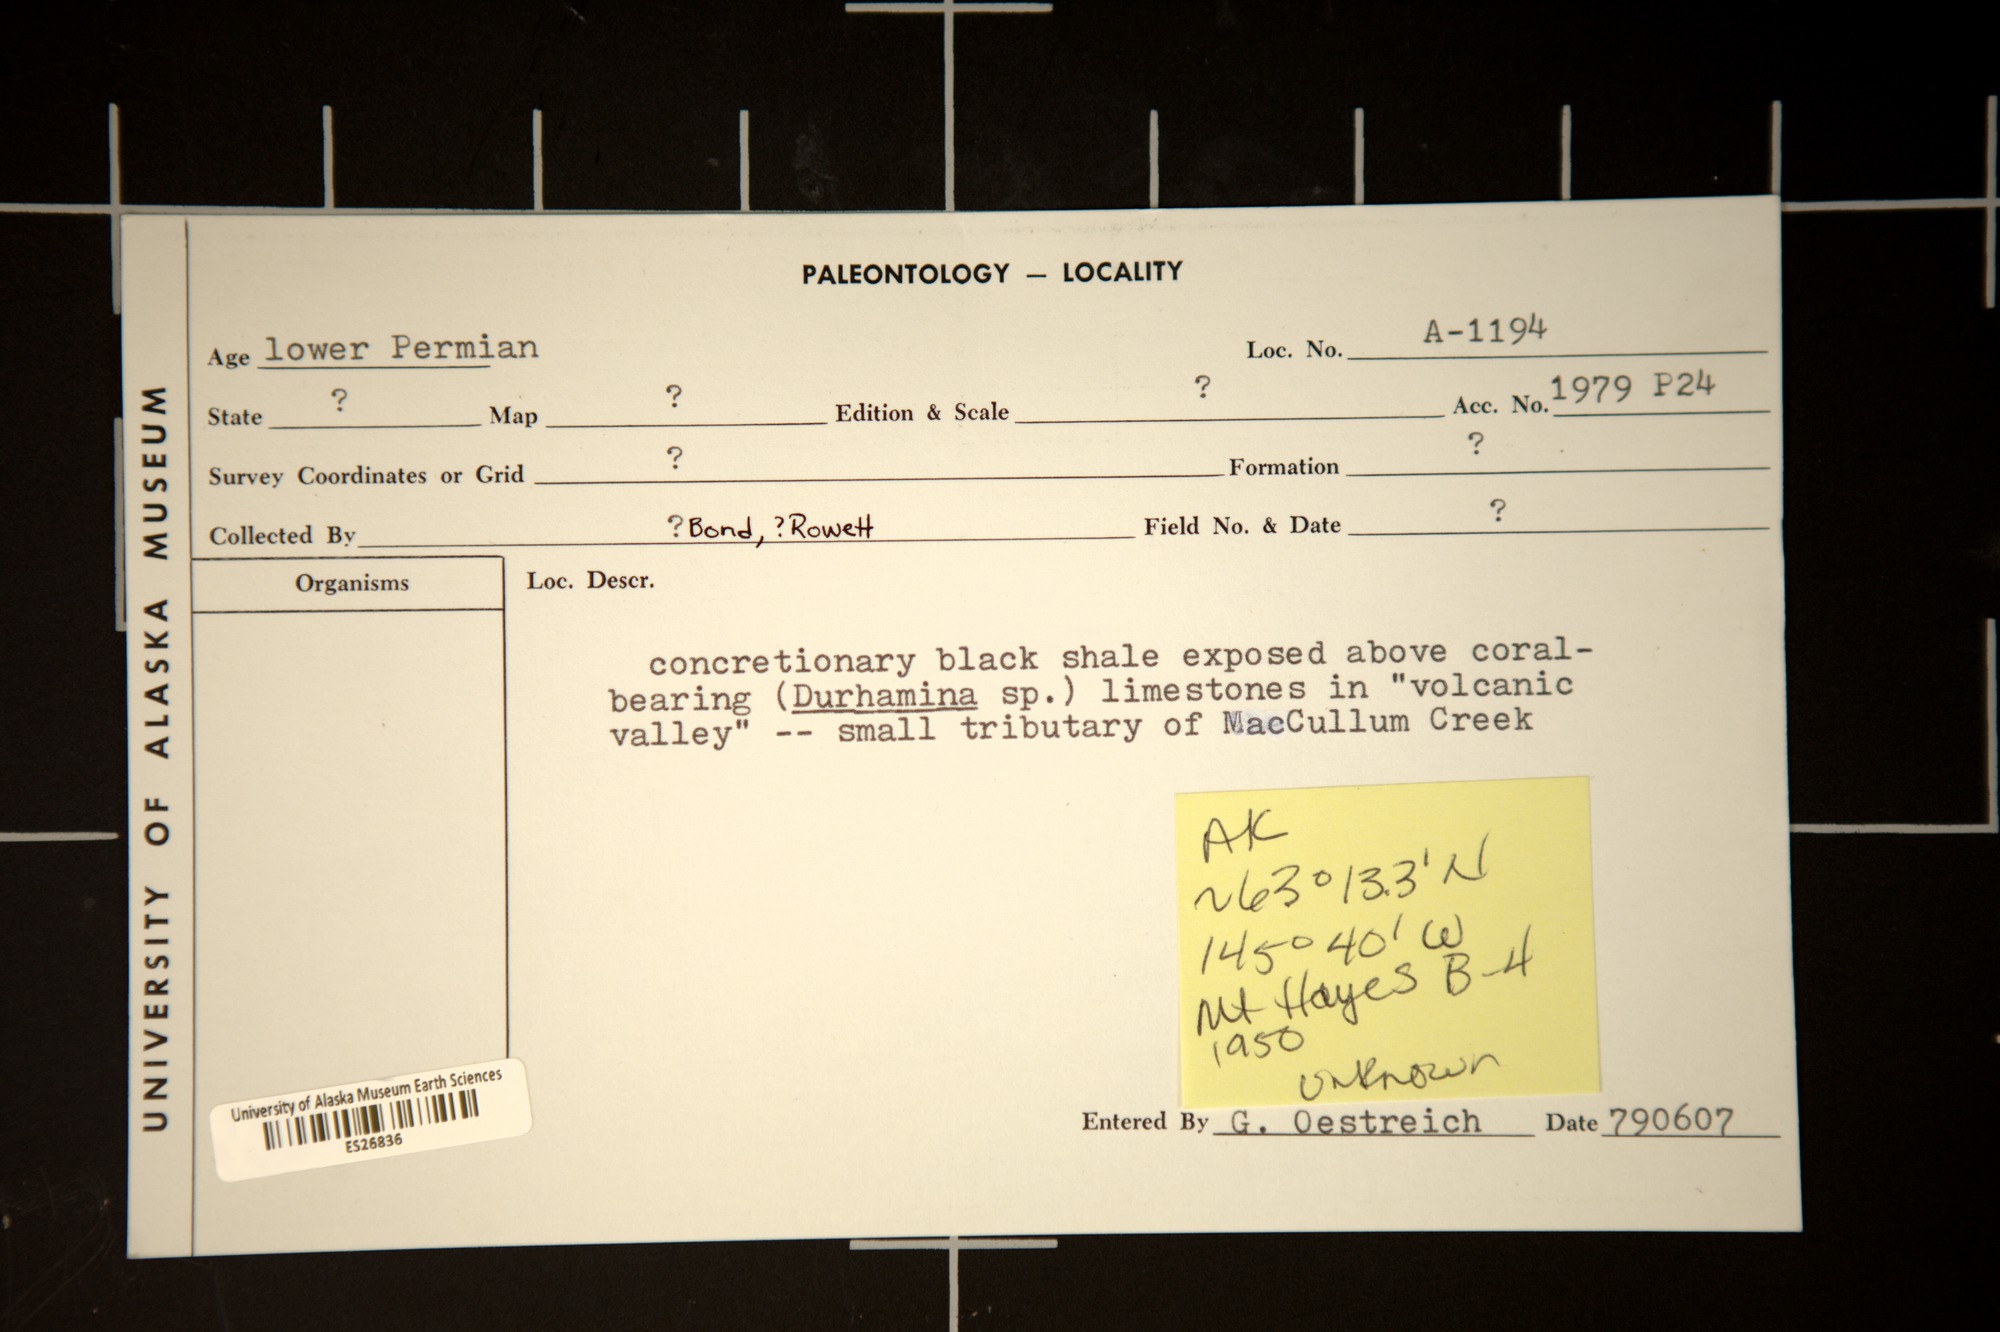 UNIVERSITY OF ALASKA MUSEUM
PALEONTOLOGY — LOCALITY
Age lower Permian Loc. No. A-1194
State ? Map ? Edition & Scale ? Acc. No. 1979 P24
Survey Coordinates or Grid ? Formation ?
Collected By ?Bond, ?Rowett Field No. & Date ?
Organisms Loc. Descr.
concretionary black shale exposed above coral-
bearing (Durhamina sp.) limestones in "volcanic
valley" -- small tributary of MacCullum Creek
AK
~63°13.3'N
145°40'W
Mt Hayes B-4
1950
unknown
Entered By G. Oestreich Date 790607
University of Alaska Museum Earth Sciences
ES26836